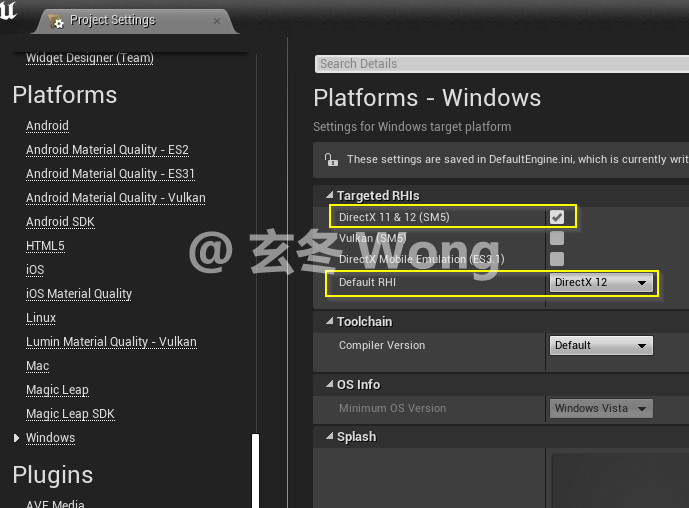 Project Settings
Widget Designer (Team)
Platforms
Android
Android Material Quality - ES2
Android Material Quality - ES31
Android Material Quality - Vulkan
Android SDK
HTML5
iOS
iOS Material Quality
Linux
Lumin Material Quality - Vulkan
Mac
Magic Leap
Magic Leap SDK
Windows
Plugins
AVF Media
Search Details
Platforms - Windows
Settings for Windows target platform
These settings are saved in DefaultEngine.ini, which is currently writ
Targeted RHIs
DirectX 11 & 12 (SM5)
Vulkan (SM5)
DirectX Mobile Emulation (ES3.1)
Default RHI DirectX 12
Toolchain
Compiler Version Default
OS Info
Minimum OS Version Windows Vista
Splash
@ 玄冬 Wong